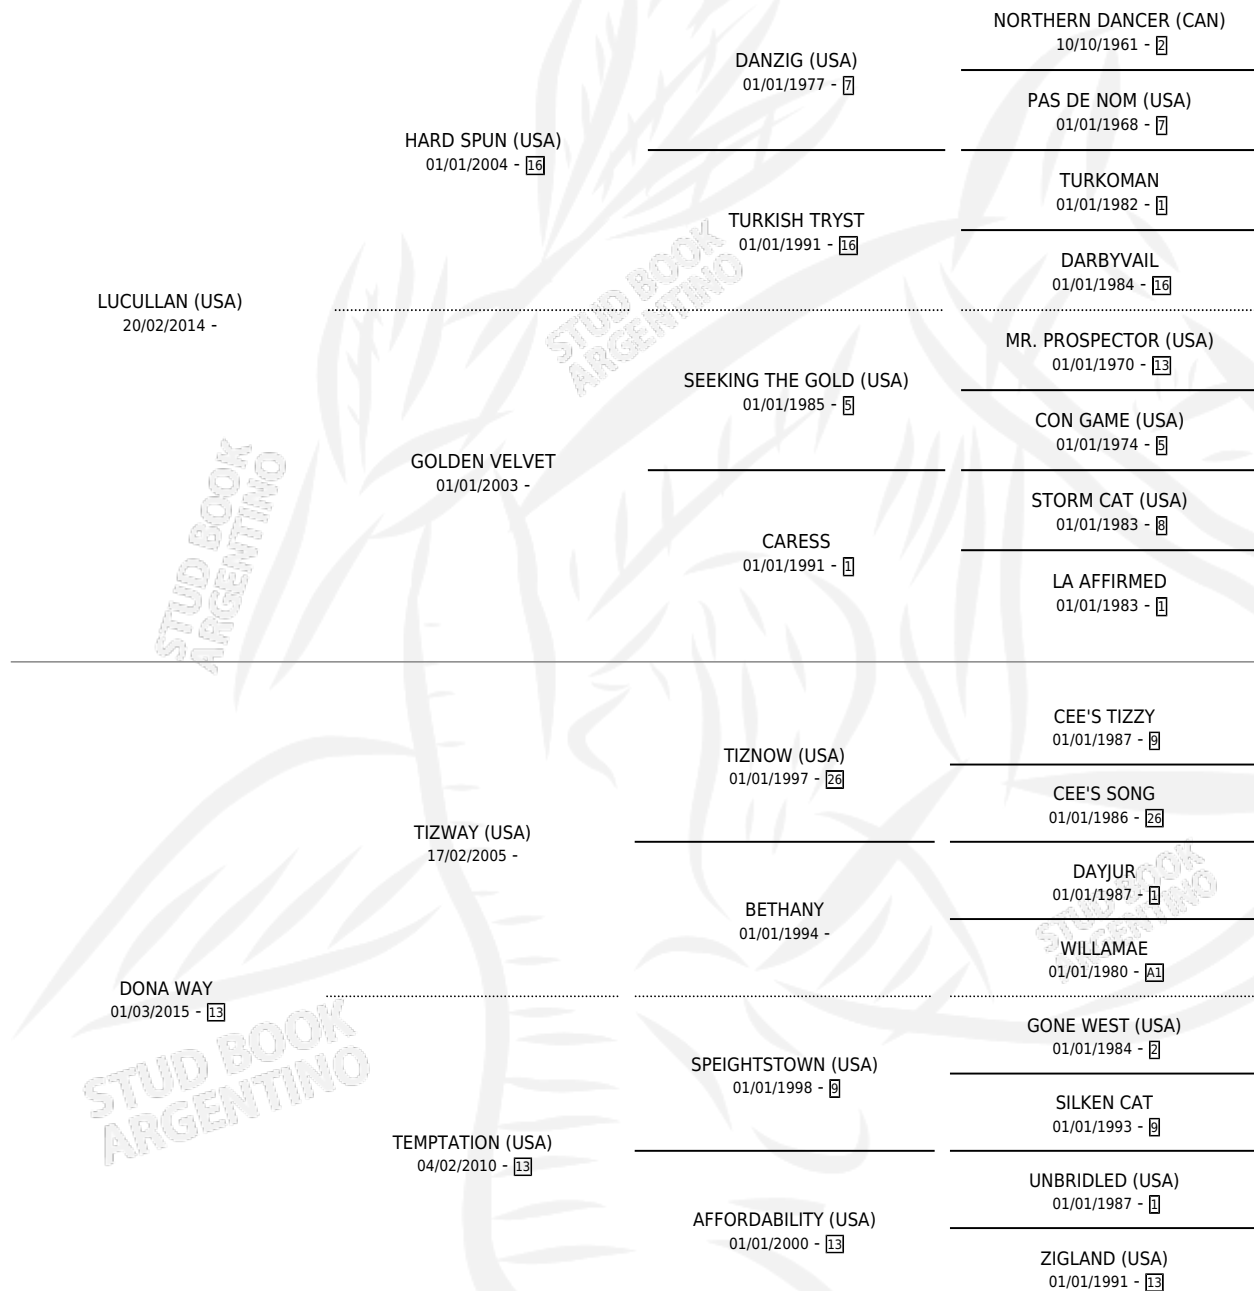 NORTHERN DANCER (CAN)
10/10/1961 - 2
DANZIG (USA)
01/01/1977 - 7
PAS DE NOM (USA)
01/01/1968 - 7
HARD SPUN (USA)
01/01/2004 - 16
TURKOMAN
01/01/1982 - 1
TURKISH TRYST
01/01/1991 - 16
DARBYVAIL
01/01/1984 - 16
LUCULLAN (USA)
20/02/2014 -
STUD BOOK
ARGENTINO
MR. PROSPECTOR (USA)
01/01/1970 - 13
SEEKING THE GOLD (USA)
01/01/1985 - 5
CON GAME (USA)
01/01/1974 - 5
GOLDEN VELVET
01/01/2003 -
STORM CAT (USA)
01/01/1983 - 8
CARESS
01/01/1991 - 1
LA AFFIRMED
01/01/1983 - 1
STUD BOOK
ARGENTINO
CEE'S TIZZY
01/01/1987 - 9
TIZNOW (USA)
01/01/1997 - 26
CEE'S SONG
01/01/1986 - 26
TIZWAY (USA)
17/02/2005 -
DAYJUR
01/01/1987 - 1
BETHANY
01/01/1994 -
STUD BOOK
ARGENTINO
WILLAMAE
01/01/1980 - A1
DONA WAY
01/03/2015 - 13
GONE WEST (USA)
01/01/1984 - 2
SPEIGHTSTOWN (USA)
01/01/1998 - 9
STUD BOOK
ARGENTINO
SILKEN CAT
01/01/1993 - 9
TEMPTATION (USA)
04/02/2010 - 13
UNBRIDLED (USA)
01/01/1987 - 1
AFFORDABILITY (USA)
01/01/2000 - 13
ZIGLAND (USA)
01/01/1991 - 13